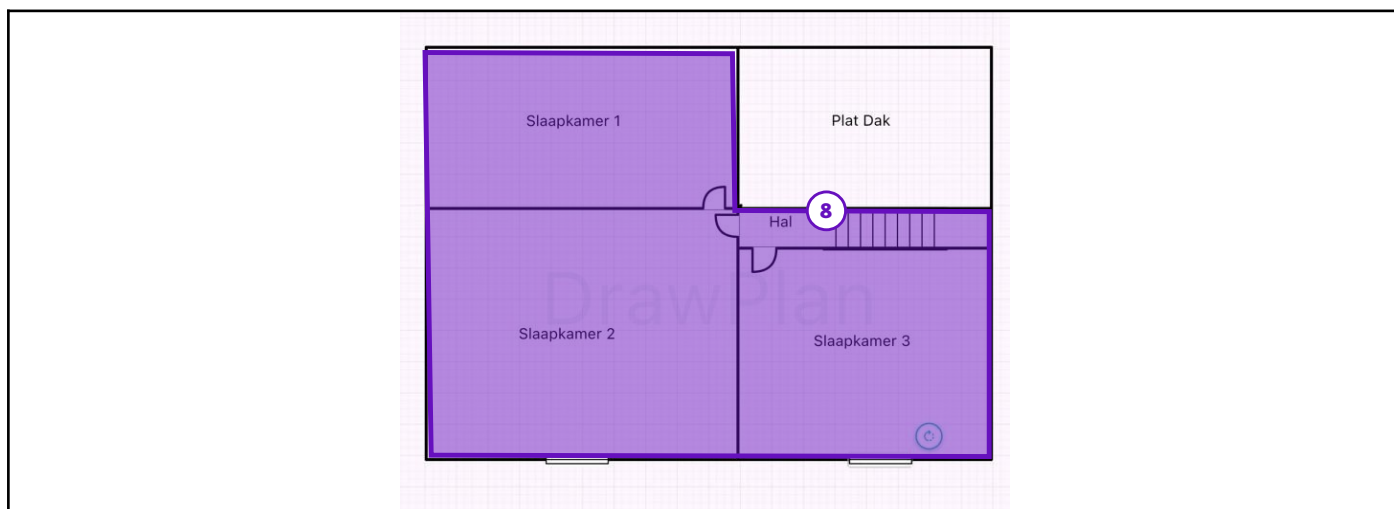 Slaapkamer 1
Plat Dak
8
Hal
DrawPlan
Slaapkamer 2
Slaapkamer 3